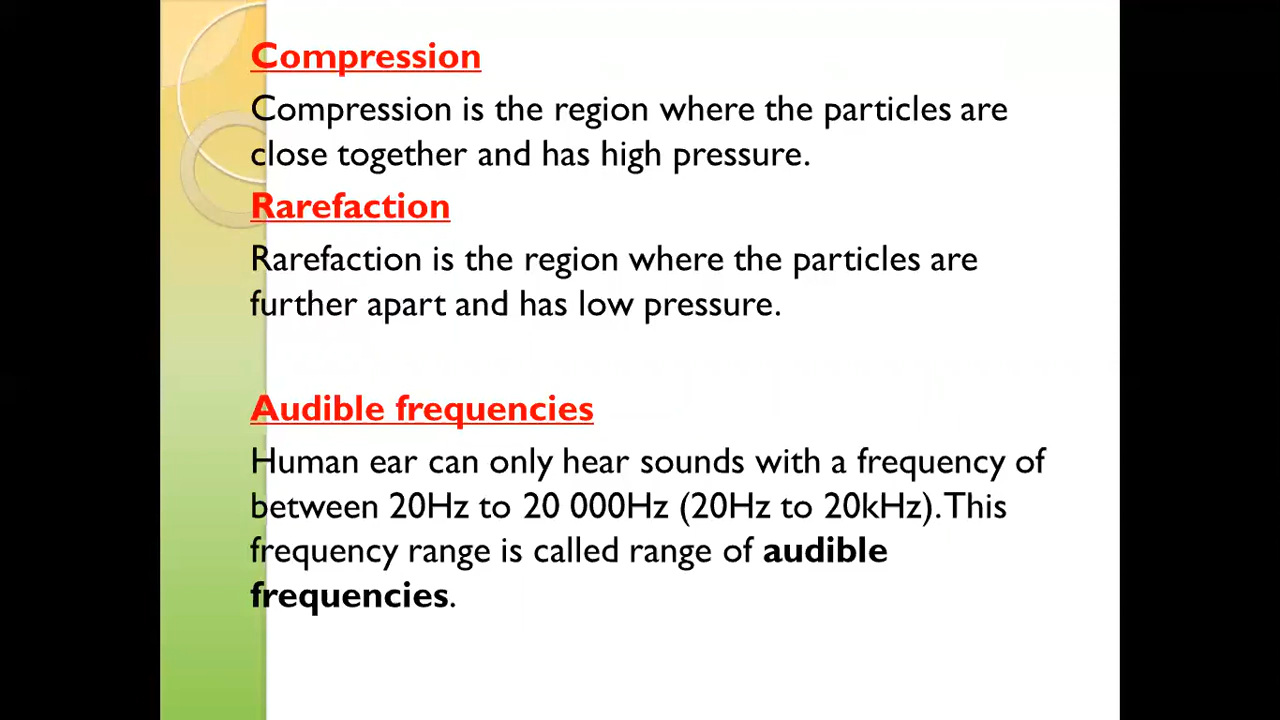 Compression
Compression is the region where the particles are
close together and has high pressure.
Rarefaction
Rarefaction is the region where the particles are
further apart and has low pressure.
Audible frequencies
Human ear can only hear sounds with a frequency of
between 20Hz to 20 000Hz (20Hz to 20kHz). This
frequency range is called range of audible
frequencies.